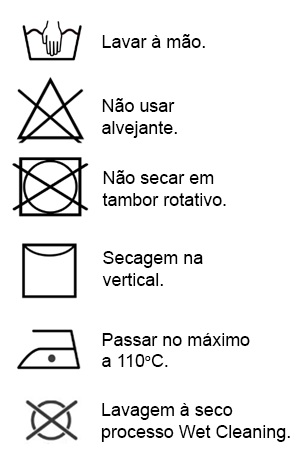 Lavar à mão.
Não usar
alvejante.
Não secar em
tambor rotativo.
Secagem na
vertical.
Passar no máximo
a 110ºC.
Lavagem à seco
processo Wet Cleaning.